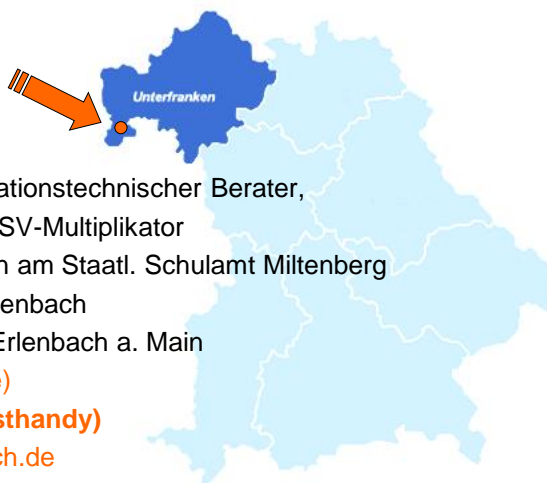 Unterfranken
ationstechnischer Berater,
SV-Multiplikator
n am Staatl. Schulamt Miltenberg
enbach
Erlenbach a. Main
e)
sthandy)
ch.de